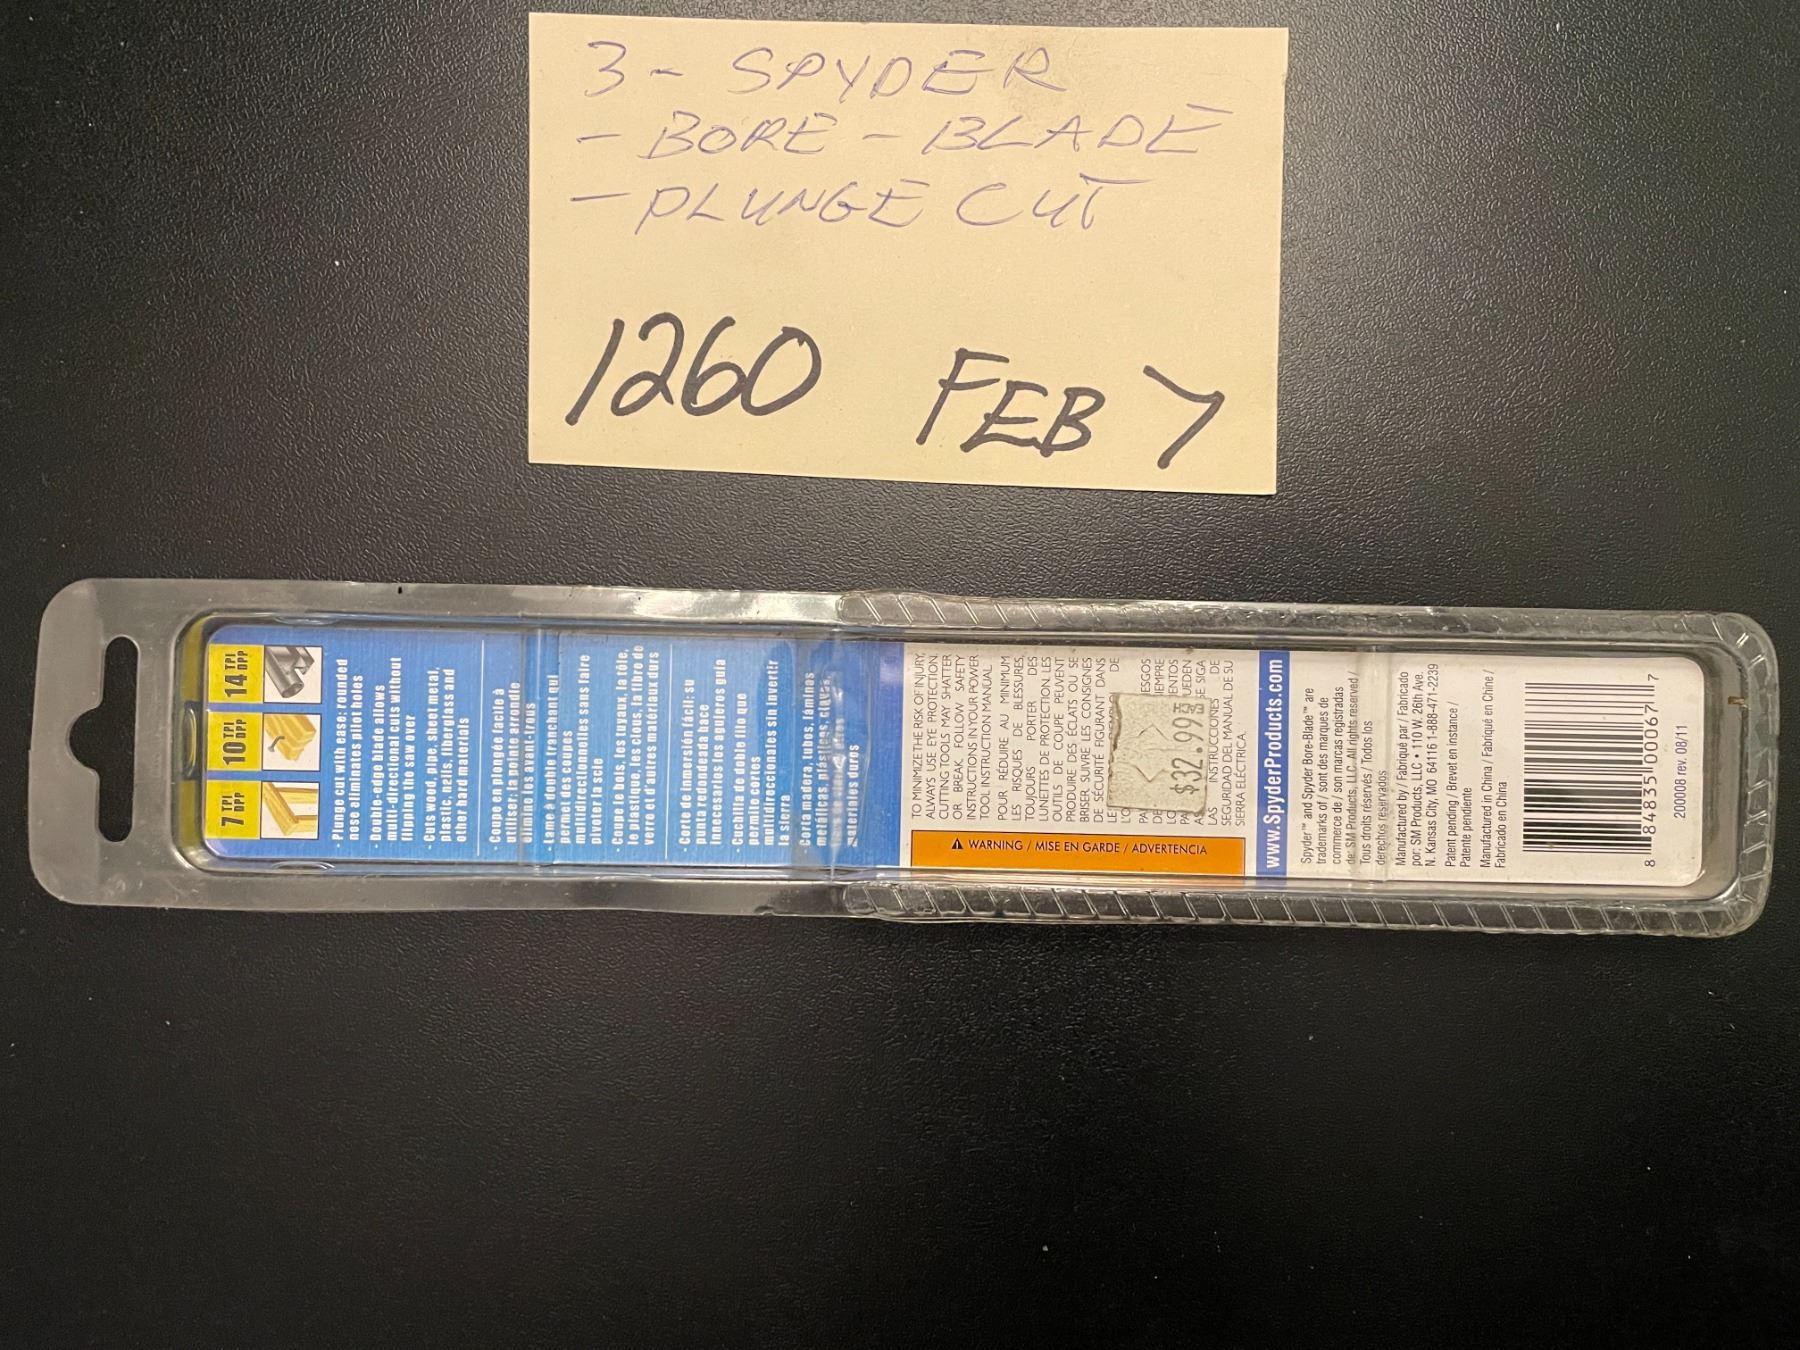 3 - SPYDER
- BORE - BLADE
- PLUNGE CUT
1260 FEB 7
7 TPI DPP
10 TPI DPP
14 TPI DPP
· Plunge cut with ease: rounded
nose eliminates pilot holes
· Double-edge blade allows
multi-directional cuts without
flipping the saw over
· Cuts wood, pipe, sheet metal,
plastic, nails, fiberglass and
other hard materials
· Coupe en plongée facile à
utiliser: la pointe arrondie
élimine les avant-trous
· Lame à double tranchant qui
permet des coupes
multidirectionnelles sans faire
pivoter la scie
· Coupe le bois, les tuyaux, la tôle,
le plastique, les clous, la fibre de
verre et d'autres matériaux durs
· Corte de inmersión fácil: su
punta redondeada hace
innecesarios los agujeros guía
· Cuchilla de doble filo que
permite cortes
multidireccionales sin invertir
la sierra
· Corta madera, tubos, láminas
metálicas, plásticos, clavos,
materiales duros
⚠ WARNING / MISE EN GARDE / ADVERTENCIA
TO MINIMIZE THE RISK OF INJURY,
ALWAYS USE EYE PROTECTION.
CUTTING TOOLS MAY SHATTER
OR BREAK. FOLLOW SAFETY
INSTRUCTIONS IN YOUR POWER
TOOL INSTRUCTION MANUAL.
POUR RÉDUIRE AU MINIMUM
LES RISQUES DE BLESSURES,
TOUJOURS PORTER DES
LUNETTES DE PROTECTION. LES
OUTILS DE COUPE PEUVENT
PRODUIRE DES ÉCLATS OU SE
BRISER. SUIVRE LES CONSIGNES
DE SÉCURITÉ FIGURANT DANS
LAS INSTRUCCIONES DE
SEGURIDAD DEL MANUAL DE SU
SIERRA ELÉCTRICA.
$32.99
www.SpyderProducts.com
Spyder™ and Spyder Bore-Blade™ are
trademarks of / sont des marques de
commerce de / son marcas registradas
de: SM Products, LLC. All rights reserved /
Tous droits réservés / Todos los
derechos reservados
Manufactured by / Fabriqué par / Fabricado
por: SM Products, LLC • 110 W. 26th Ave.
N. Kansas City, MO 64116 1-888-471-2239
Patent pending / Brevet en instance /
Patente pendiente
Manufactured in China / Fabriqué en Chine /
Fabricado en China
8 84835 00067 7
200008 rev. 08/11